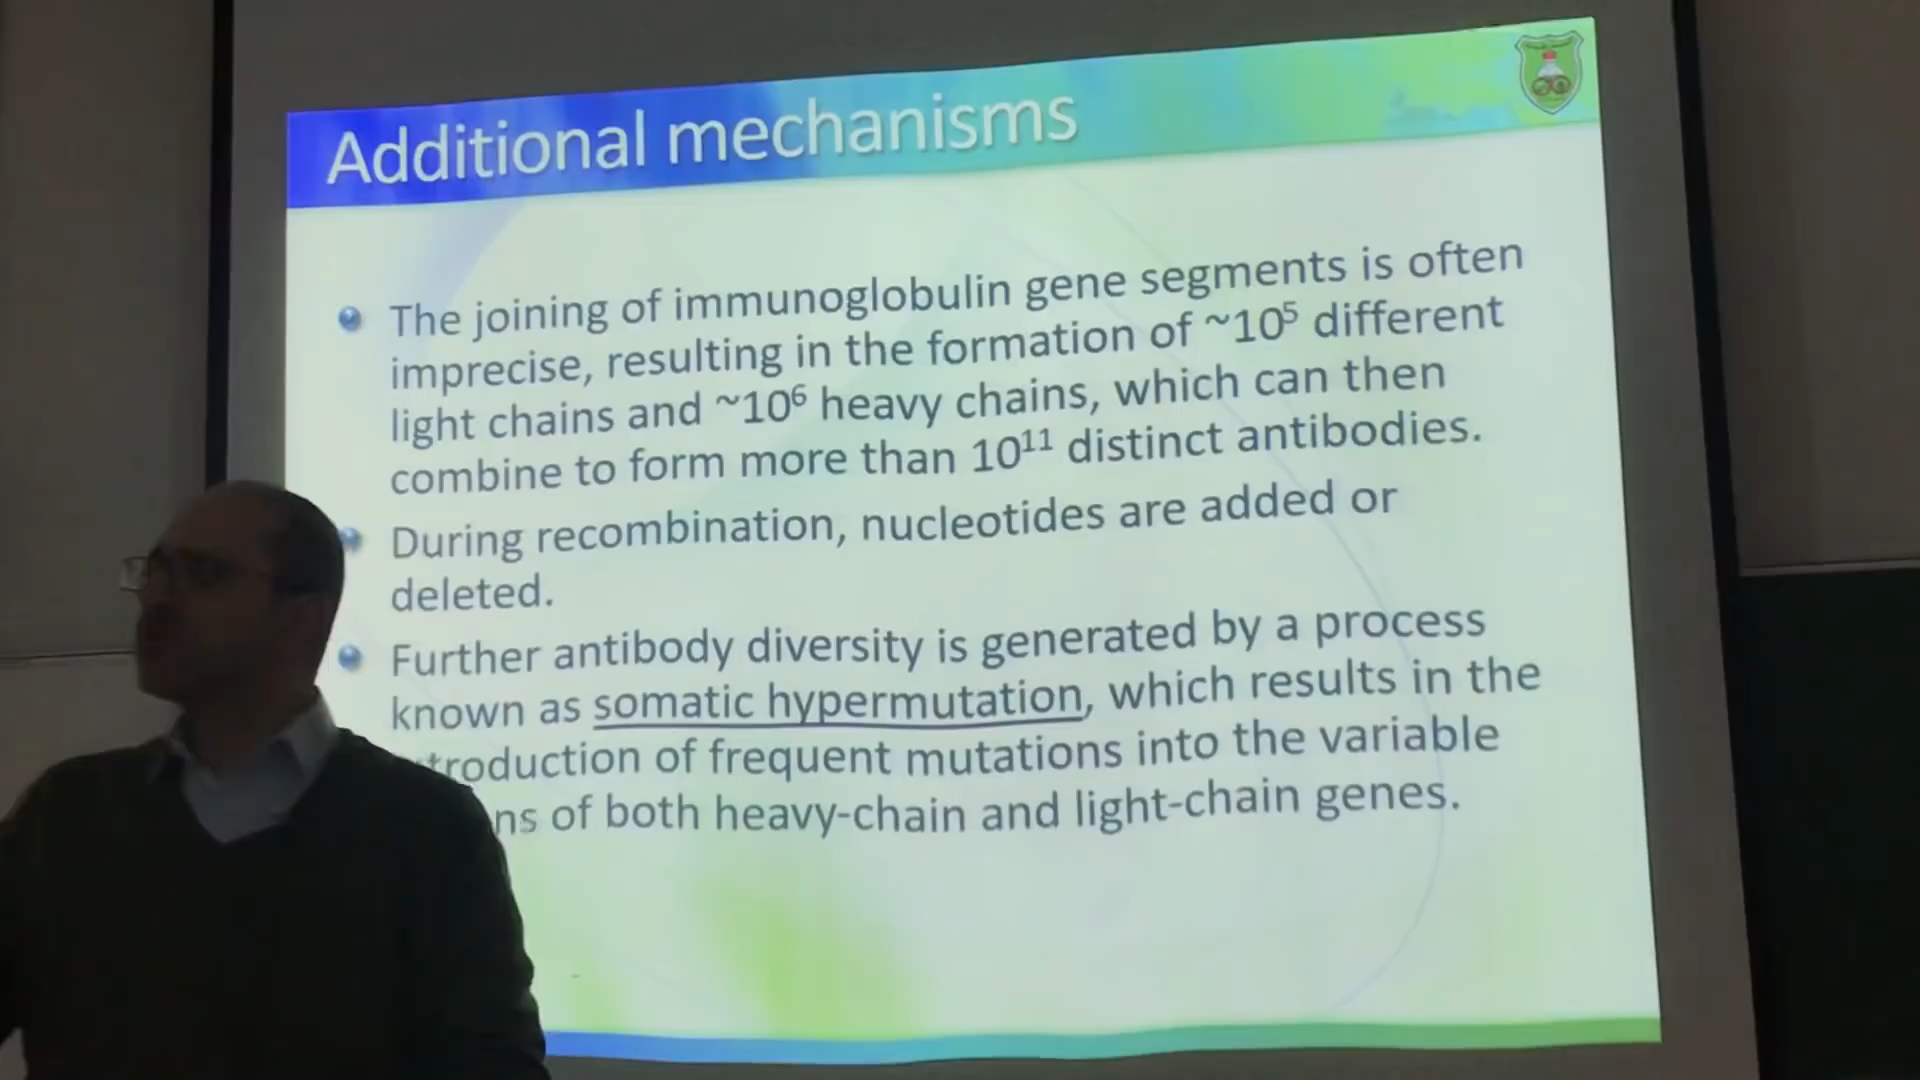 Additional mechanisms
The joining of immunoglobulin gene segments is often
imprecise, resulting in the formation of ~10⁵ different
light chains and ~10⁶ heavy chains, which can then
combine to form more than 10¹¹ distinct antibodies.
During recombination, nucleotides are added or
deleted.
Further antibody diversity is generated by a process
known as somatic hypermutation, which results in the
troduction of frequent mutations into the variable
ns of both heavy-chain and light-chain genes.